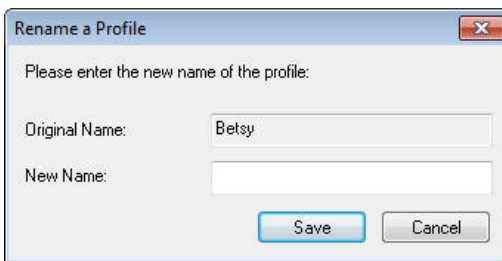 Rename a Profile
Please enter the new name of the profile:
Original Name: Betsy
New Name:
Save Cancel